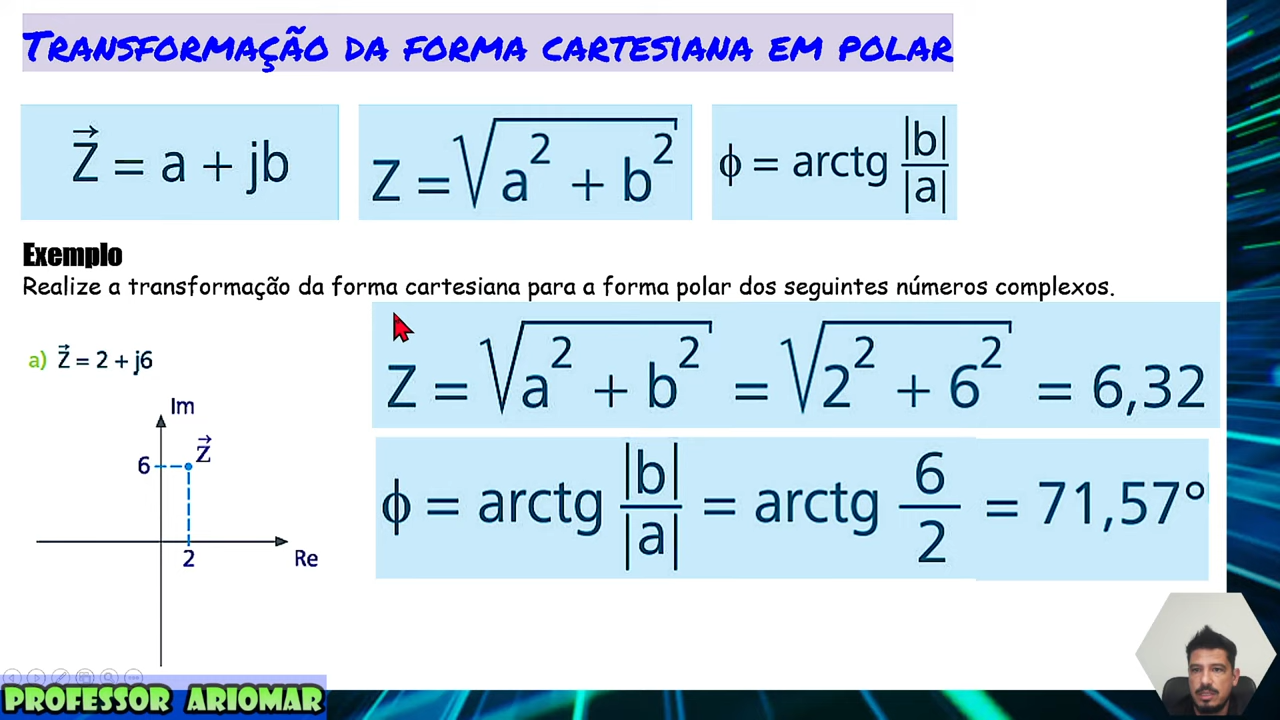 TRANSFORMAÇÃO DA FORMA CARTESIANA EM POLAR
Z⃗ = a + jb
Z = √(a² + b²)
ϕ = arctg |b|/|a|
Exemplo
Realize a transformação da forma cartesiana para a forma polar dos seguintes números complexos.
a) Z⃗ = 2 + j6
Z = √(a² + b²) = √(2² + 6²) = 6,32
ϕ = arctg |b|/|a| = arctg 6/2 = 71,57°
Im
Z⃗
6
2
Re
PROFESSOR ARIOMAR